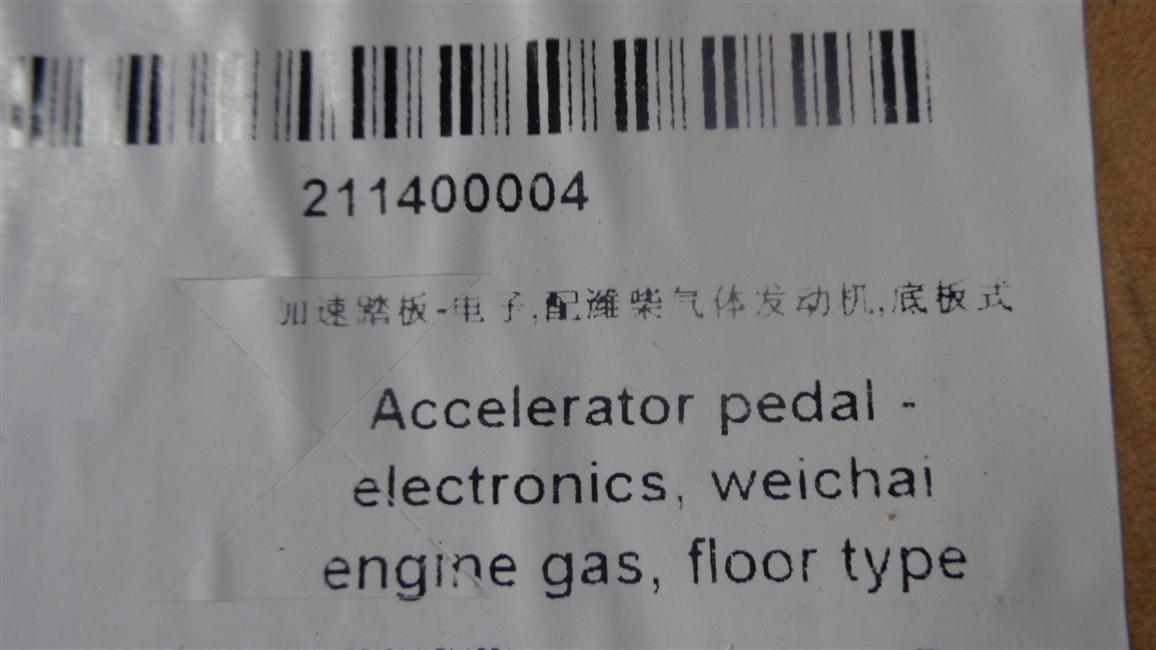 211400004
加速踏板-电子,配潍柴气体发动机,底板式
Accelerator pedal -
electronics, weichai
engine gas, floor type